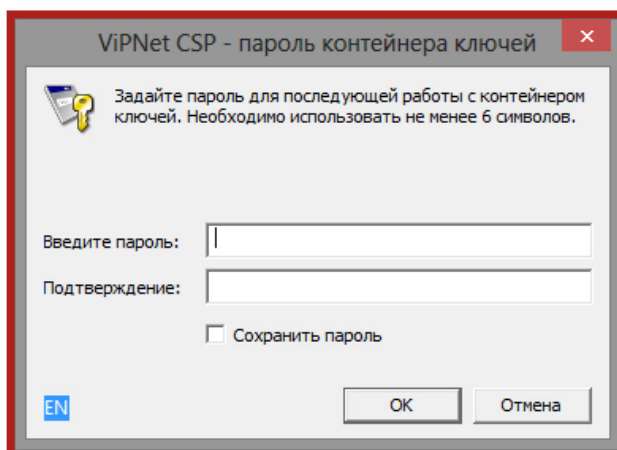 ViPNet CSP - пароль контейнера ключей
Задайте пароль для последующей работы с контейнером
ключей. Необходимо использовать не менее 6 символов.
Введите пароль:
Подтверждение:
Сохранить пароль
EN
OK
Отмена